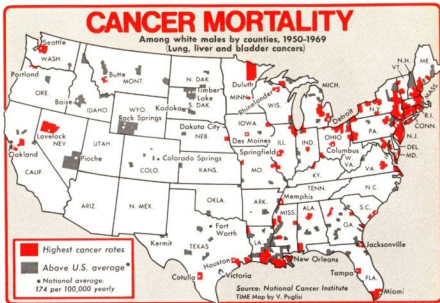 CANCER MORTALITY
Among white males by counties, 1950-1969
(Lung, liver and bladder cancers)
Seattle
WASH.
Portland
ORE.
Butte
MONT.
N. DAK.
Timber
Lake
S. DAK.
Kadoka
Boise
IDAHO
WYO.
Rock Springs
Duluth
MINN.
Rhinelander
WIS.
MICH.
Detroit
N.H.
VT.
ME.
MASS.
R.I.
CONN.
N.Y.
N.J.
PA.
DEL.
MD.
Lovelock
NEV.
Oakland
CALIF.
UTAH
Pioche
Dakota City
NEB.
IOWA
Des Moines
Springfield
ILL.
IND.
OHIO
Columbus
W.
VA.
VA.
KY.
Colorado Springs
COLO.
KANS.
MO.
ARIZ.
N. MEX.
OKLA.
ARK.
Memphis
TENN.
N.C.
S.C.
MISS.
ALA.
GA.
Kermit
TEXAS
Fort
Worth
LA.
New Orleans
Jacksonville
Houston
Victoria
Cotulla
Tampa
FLA.
Miami
Highest cancer rates
Above U.S. average*
* National average:
174 per 100,000 yearly
Source: National Cancer Institute
TIME Map by V. Puglisi